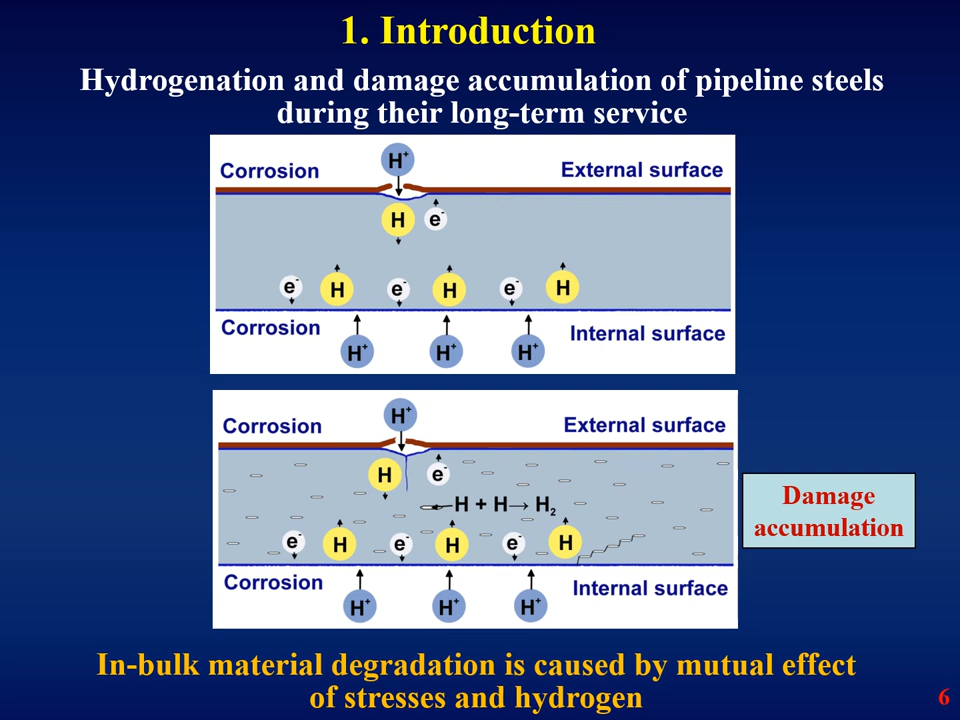 1. Introduction
Hydrogenation and damage accumulation of pipeline steels
during their long-term service
Corrosion
H⁺
External surface
H
e⁻
e⁻
H
e⁻
H
e⁻
H
Corrosion
Internal surface
H⁺
H⁺
H⁺
Corrosion
H⁺
External surface
H
e⁻
H + H→ H₂
e⁻
H
e⁻
H
e⁻
H
Corrosion
Internal surface
H⁺
H⁺
H⁺
Damage
accumulation
In-bulk material degradation is caused by mutual effect
of stresses and hydrogen
6